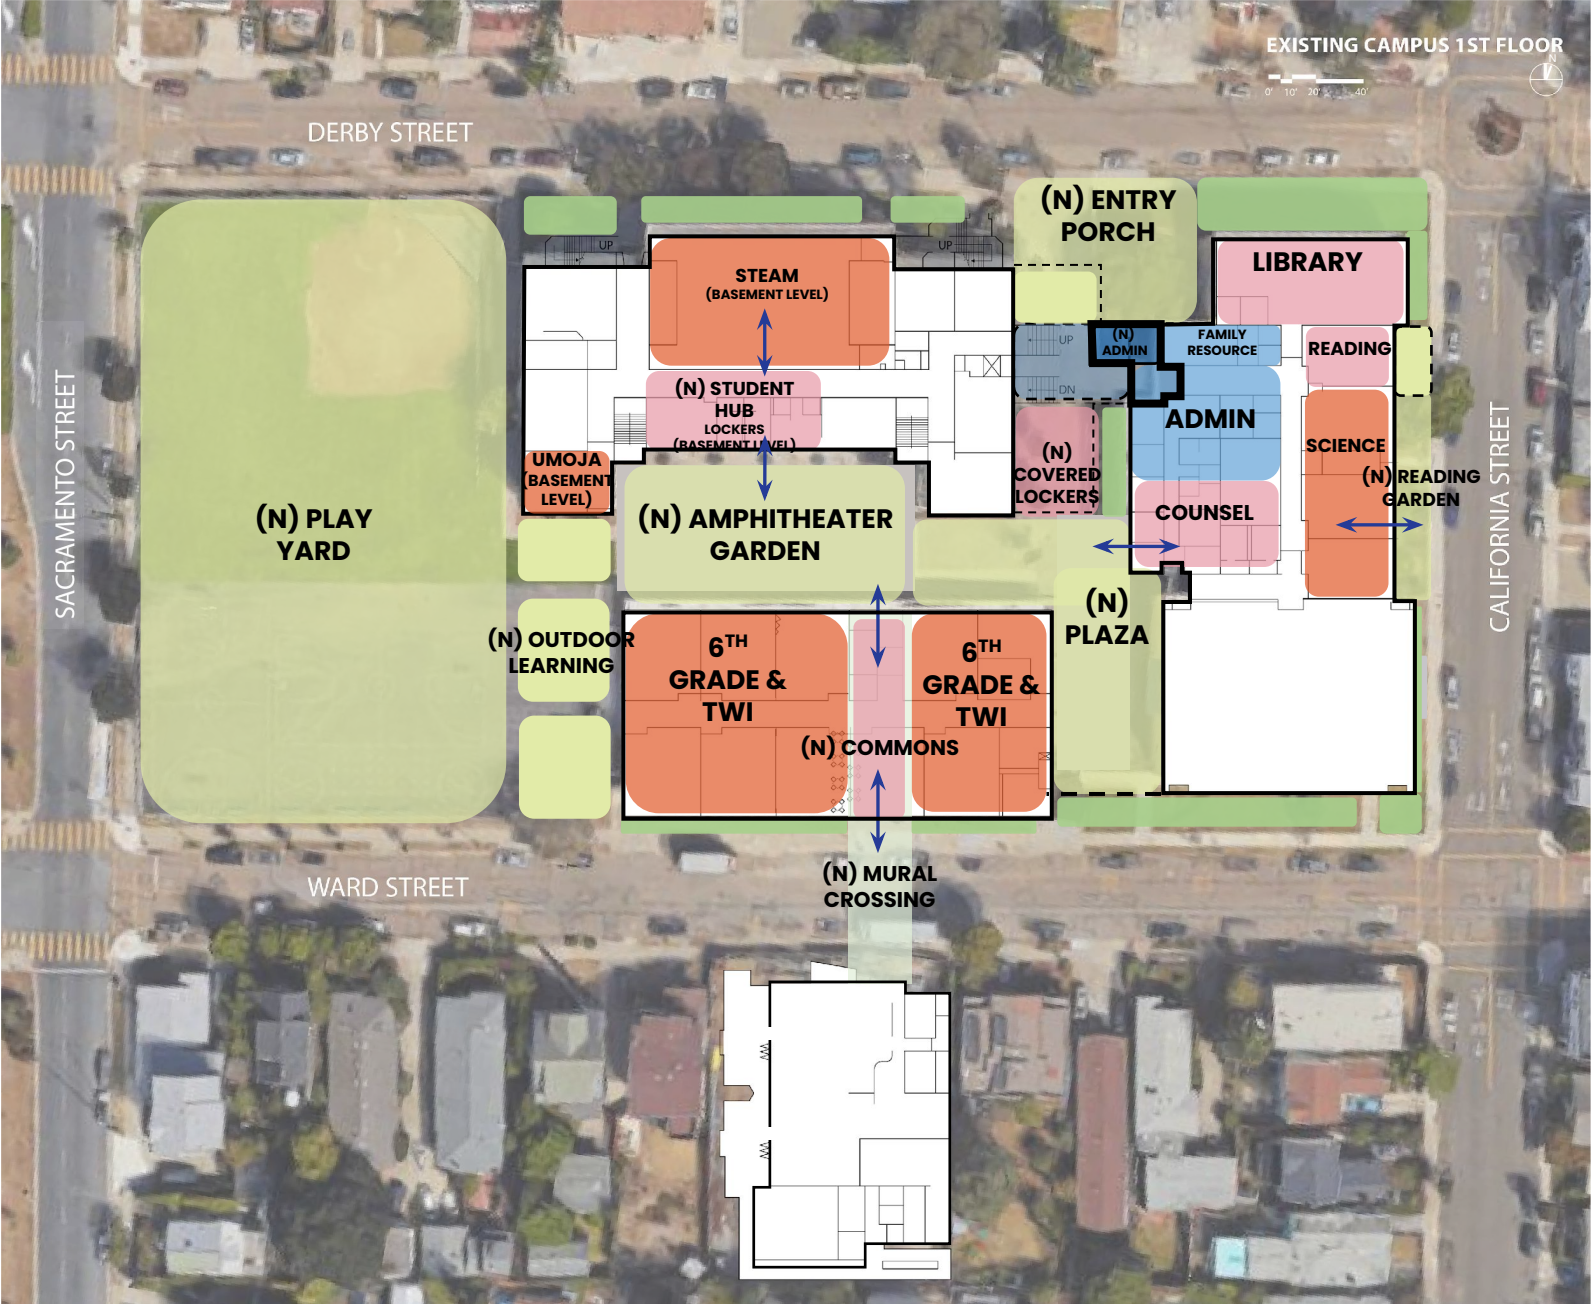 EXISTING CAMPUS 1ST FLOOR
N
0' 10' 20' 40'
DERBY STREET
SACRAMENTO STREET
CALIFORNIA STREET
WARD STREET
(N) ENTRY
PORCH
UP
UP
STEAM
(BASEMENT LEVEL)
LIBRARY
UP
DN
(N)
ADMIN
FAMILY
RESOURCE
READING
(N) STUDENT
HUB
LOCKERS
(BASEMENT LEVEL)
ADMIN
SCIENCE
UMOJA
(BASEMENT
LEVEL)
(N)
COVERED
LOCKERS
(N) READING
GARDEN
COUNSEL
(N) PLAY
YARD
(N) AMPHITHEATER
GARDEN
(N)
PLAZA
(N) OUTDOOR
LEARNING
6TH
GRADE &
TWI
6TH
GRADE &
TWI
(N) COMMONS
(N) MURAL
CROSSING